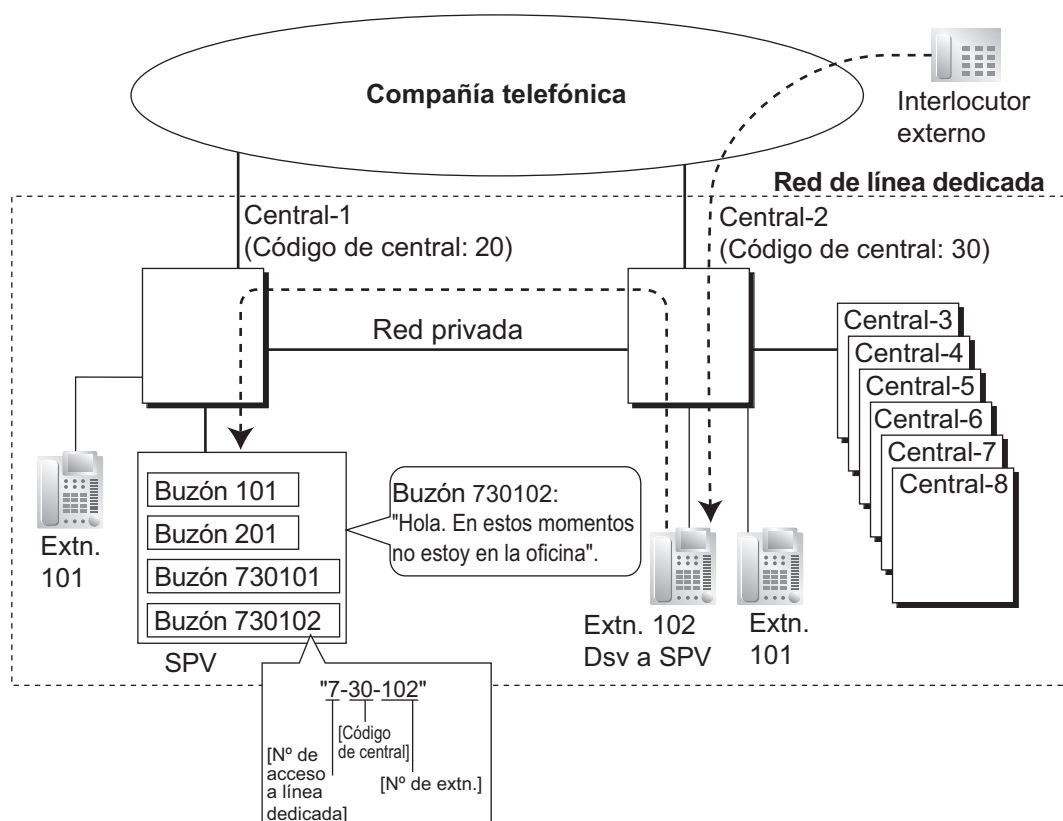 Compañía telefónica
Interlocutor
externo
Red de línea dedicada
Central-1
(Código de central: 20)
Central-2
(Código de central: 30)
Red privada
Central-3
Central-4
Central-5
Central-6
Central-7
Central-8
Extn.
101
Buzón 101
Buzón 201
Buzón 730101
Buzón 730102
SPV
Buzón 730102:
"Hola. En estos momentos
no estoy en la oficina".
Extn. 102
Dsv a SPV
Extn.
101
"7-30-102"
[Código
de central]
[Nº de
acceso
a línea
dedicada]
[Nº de extn.]